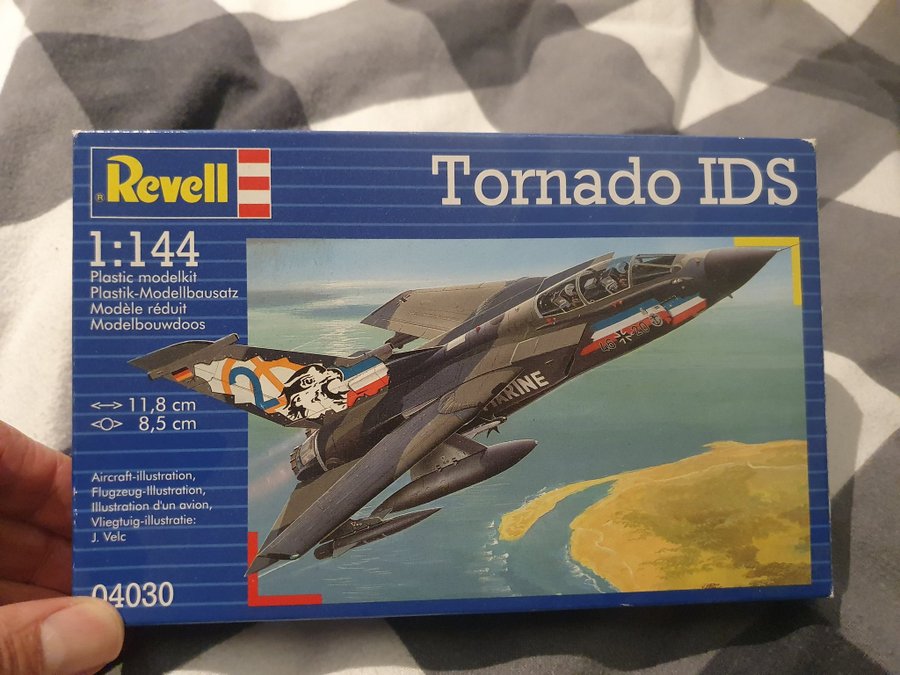 Revell
®
Tornado IDS
1:144
Plastic modelkit
Plastik-Modellbausatz
Modèle réduit
Modelbouwdoos
11,8 cm
8,5 cm
Aircraft-illustration,
Flugzeug-Illustration,
Illustration d'un avion,
Vliegtuig-illustratie:
J. Velc
04030
MARINE
2